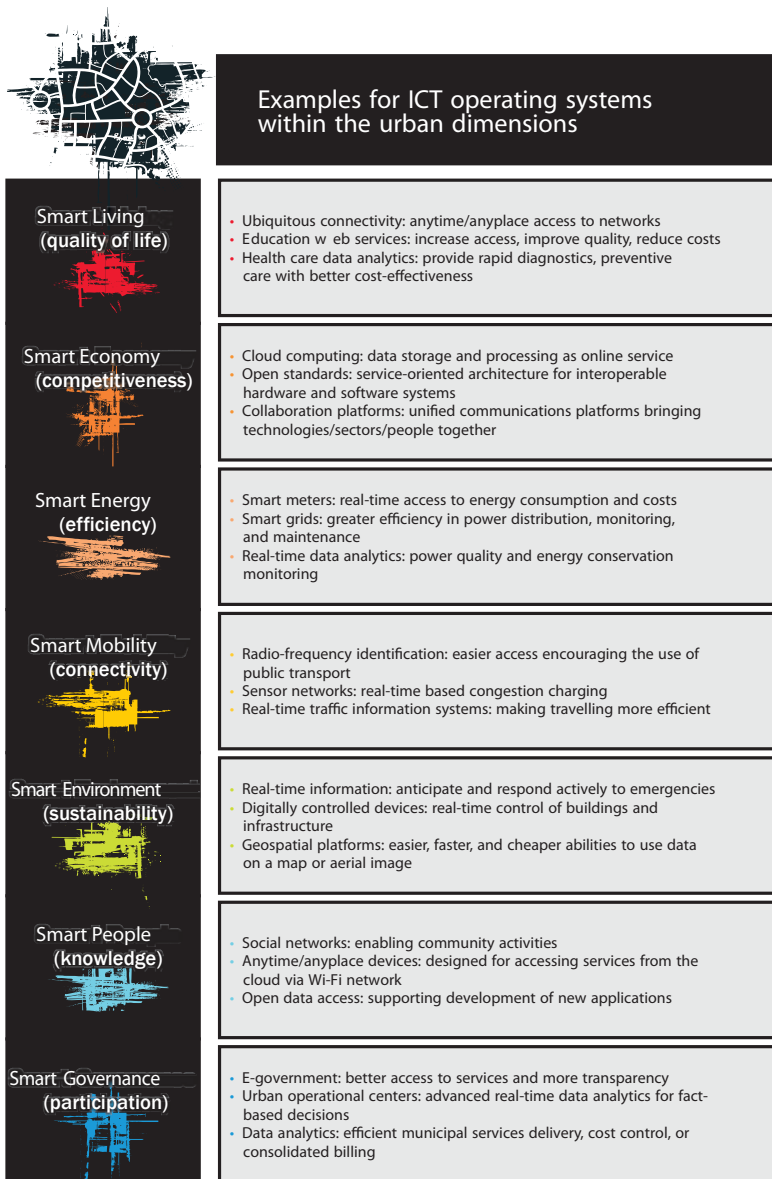 Examples for ICT operating systems
within the urban dimensions
Smart Living
(quality of life)
• Ubiquitous connectivity: anytime/anyplace access to networks
• Education w eb services: increase access, improve quality, reduce costs
• Health care data analytics: provide rapid diagnostics, preventive
care with better cost-effectiveness
Smart Economy
(competitiveness)
• Cloud computing: data storage and processing as online service
• Open standards: service-oriented architecture for interoperable
hardware and software systems
• Collaboration platforms: unified communications platforms bringing
technologies/sectors/people together
Smart Energy
(efficiency)
• Smart meters: real-time access to energy consumption and costs
• Smart grids: greater efficiency in power distribution, monitoring,
and maintenance
• Real-time data analytics: power quality and energy conservation
monitoring
Smart Mobility
(connectivity)
• Radio-frequency identification: easier access encouraging the use of
public transport
• Sensor networks: real-time based congestion charging
• Real-time traffic information systems: making travelling more efficient
Smart Environment
(sustainability)
• Real-time information: anticipate and respond actively to emergencies
• Digitally controlled devices: real-time control of buildings and
infrastructure
• Geospatial platforms: easier, faster, and cheaper abilities to use data
on a map or aerial image
Smart People
(knowledge)
• Social networks: enabling community activities
• Anytime/anyplace devices: designed for accessing services from the
cloud via Wi-Fi network
• Open data access: supporting development of new applications
Smart Governance
(participation)
• E-government: better access to services and more transparency
• Urban operational centers: advanced real-time data analytics for fact-
based decisions
• Data analytics: efficient municipal services delivery, cost control, or
consolidated billing